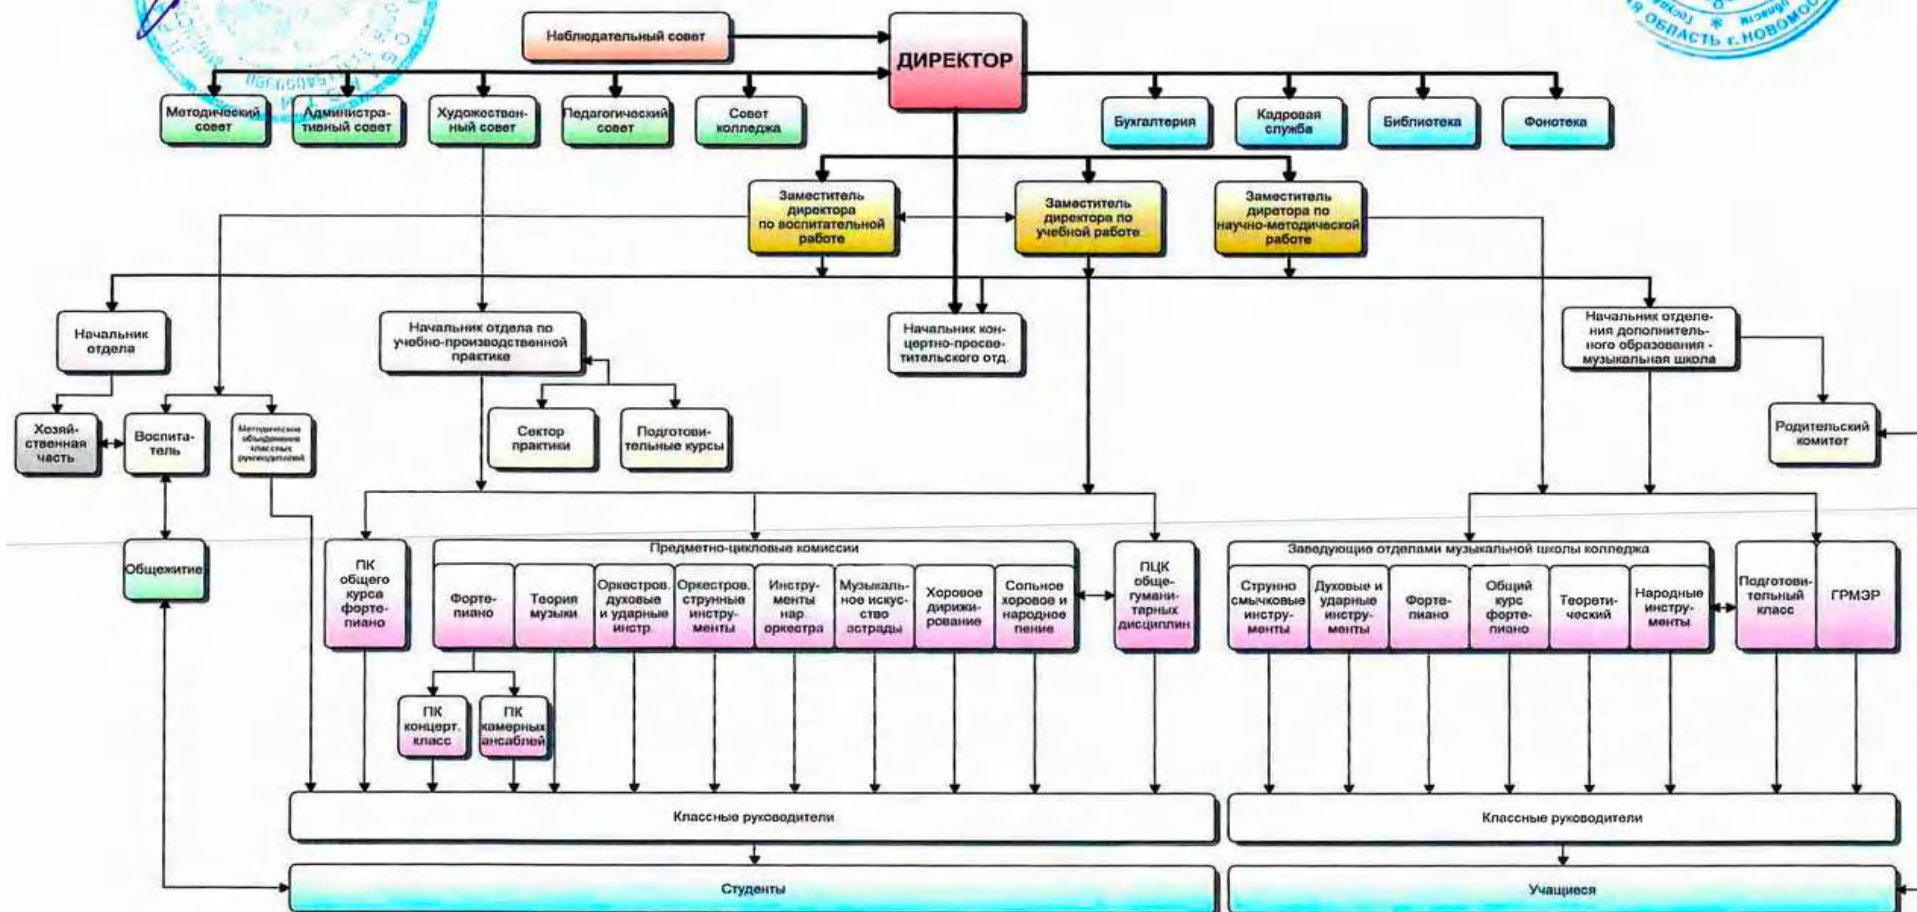 Наблюдательный совет
ДИРЕКТОР
Методический
совет
Администра-
тивный совет
Художествен-
ный совет
Педагогический
совет
Совет
колледжа
Бухгалтерия
Кадровая
служба
Библиотека
Фонотека
Заместитель
директора
по воспитательной
работе
Заместитель
директора по
учебной работе
Заместитель
диретора по
научно-методической
работе
Начальник
отдела
Начальник отдела по
учебно-производственной
практике
Начальник кон-
цертно-просве-
тительского отд.
Начальник отделе-
ния дополнитель-
ного образования -
музыкальная школа
Хозяй-
ственная
часть
Воспита-
тель
Методическое
объединение
классных
руководителей
Сектор
практики
Подготови-
тельные курсы
Родительский
комитет
Общежитие
ПК
общего
курса
форте-
пиано
Предметно-цикловые комиссии
Форте-
пиано
Теория
музыки
Оркестров.
духовые
и ударные
инстр.
Оркестров.
струнные
инстру-
менты
Инстру-
менты
нар.
оркестра
Музыкаль-
ное искус-
ство
эстрады
Хоровое
дирижи-
рование
Сольное
хоровое и
народное
пение
ПЦК
обще-
гумани-
тарных
дисциплин
Заведующие отделами музыкальной школы колледжа
Струнно
смычковые
инстру-
менты
Духовые и
ударные
инстру-
менты
Форте-
пиано
Общий
курс
форте-
пиано
Теорети-
ческий
Народные
инстру-
менты
Подготови-
тельный
класс
ГРМЭР
ПК
концерт.
класс
ПК
камерных
ансаблей
Классные руководители
Классные руководители
Студенты
Учащиеся